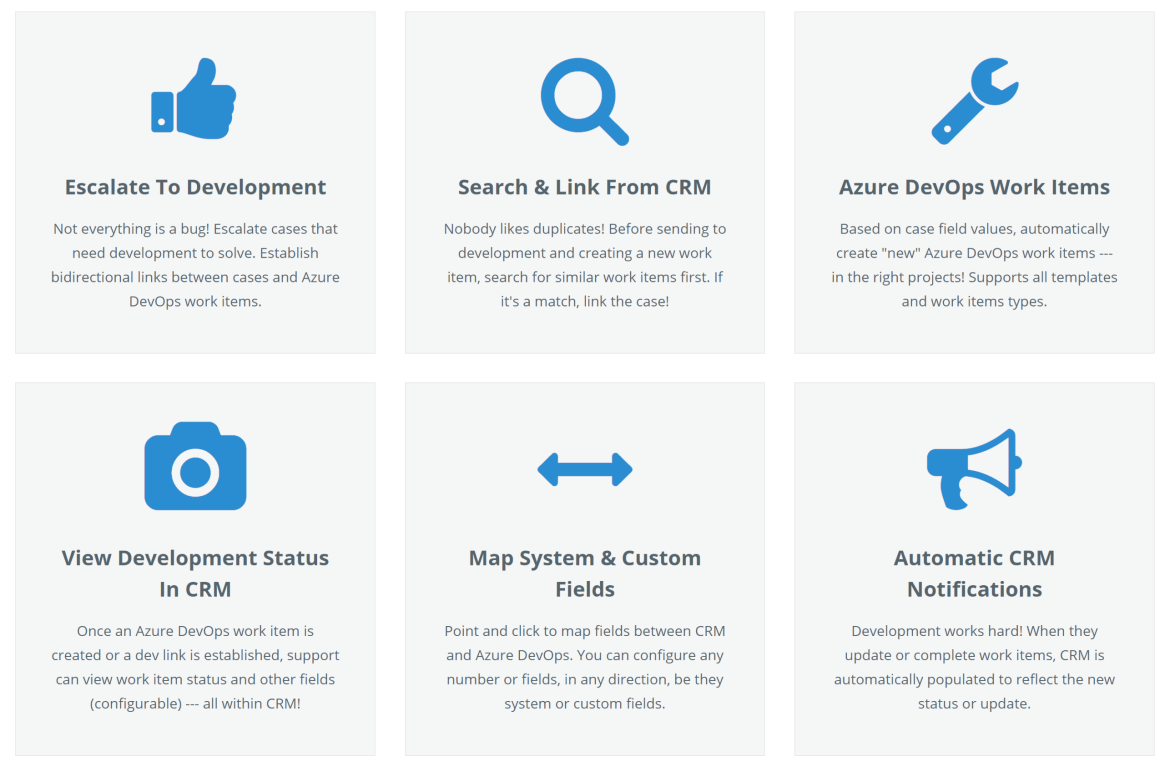 Escalate To Development
Not everything is a bug! Escalate cases that
need development to solve. Establish
bidirectional links between cases and Azure
DevOps work items.
Search & Link From CRM
Nobody likes duplicates! Before sending to
development and creating a new work
item, search for similar work items first. If
it's a match, link the case!
Azure DevOps Work Items
Based on case field values, automatically
create "new" Azure DevOps work items ---
in the right projects! Supports all templates
and work items types.
View Development Status
In CRM
Once an Azure DevOps work item is
created or a dev link is established, support
can view work item status and other fields
(configurable) --- all within CRM!
Map System & Custom
Fields
Point and click to map fields between CRM
and Azure DevOps. You can configure any
number or fields, in any direction, be they
system or custom fields.
Automatic CRM
Notifications
Development works hard! When they
update or complete work items, CRM is
automatically populated to reflect the new
status or update.